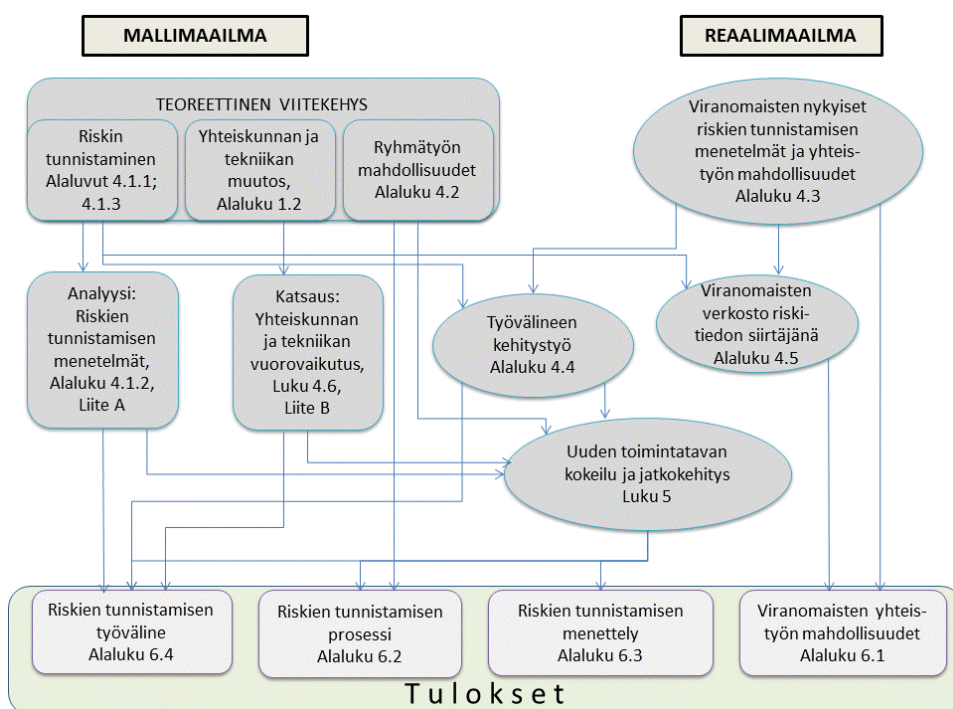 MALLIMAAILMA
REAALIMAAILMA
TEOREETTINEN VIITEKEHYS
Riskin
tunnistaminen
Alaluvut 4.1.1;
4.1.3
Yhteiskunnan ja
tekniikan
muutos,
Alaluku 1.2
Ryhmätyön
mahdollisuudet
Alaluku 4.2
Viranomaisten nykyiset
riskien tunnistamisen
menetelmät ja yhteis-
työn mahdollisuudet
Alaluku 4.3
Analyysi:
Riskien
tunnistamisen
menetelmät,
Alaluku 4.1.2,
Liite A
Katsaus:
Yhteiskunnan
ja tekniikan
vuorovaikutus,
Luku 4.6,
Liite B
Työvälineen
kehitystyö
Alaluku 4.4
Viranomaisten
verkosto riski-
tiedon siirtäjänä
Alaluku 4.5
Uuden toimintatavan
kokeilu ja jatkokehitys
Luku 5
Riskien tunnistamisen
työväline
Alaluku 6.4
Riskien tunnistamisen
prosessi
Alaluku 6.2
Riskien tunnistamisen
menettely
Alaluku 6.3
Viranomaisten yhteis-
työn mahdollisuudet
Alaluku 6.1
Tulokset